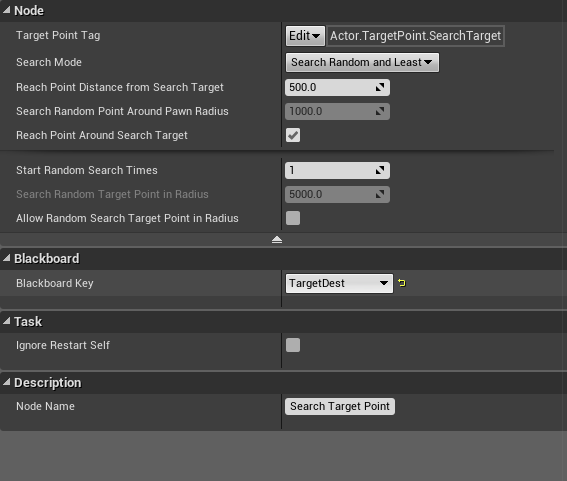 Node
Target Point Tag Edit Actor.TargetPoint.SearchTarget
Search Mode Search Random and Least
Reach Point Distance from Search Target 500.0
Search Random Point Around Pawn Radius 1000.0
Reach Point Around Search Target
Start Random Search Times 1
Search Random Target Point in Radius 5000.0
Allow Random Search Target Point in Radius
Blackboard
Blackboard Key TargetDest
Task
Ignore Restart Self
Description
Node Name Search Target Point